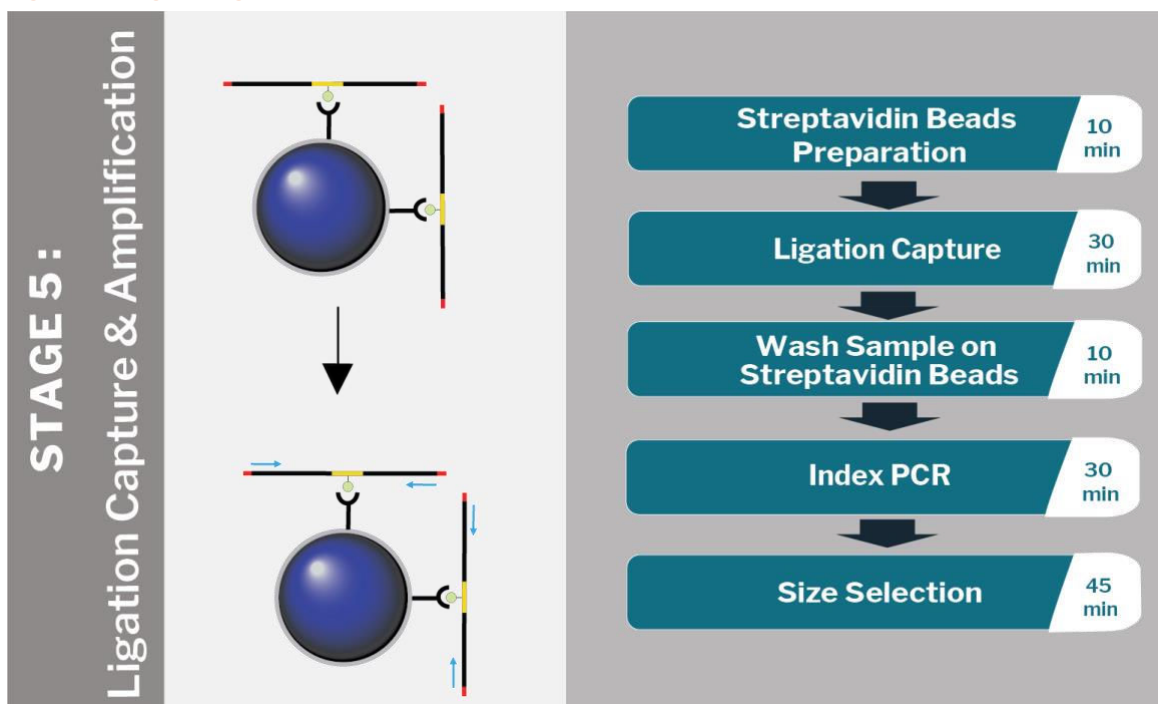 STAGE 5:
Ligation Capture & Amplification
Streptavidin Beads
Preparation
10
min
Ligation Capture
30
min
Wash Sample on
Streptavidin Beads
10
min
Index PCR
30
min
Size Selection
45
min